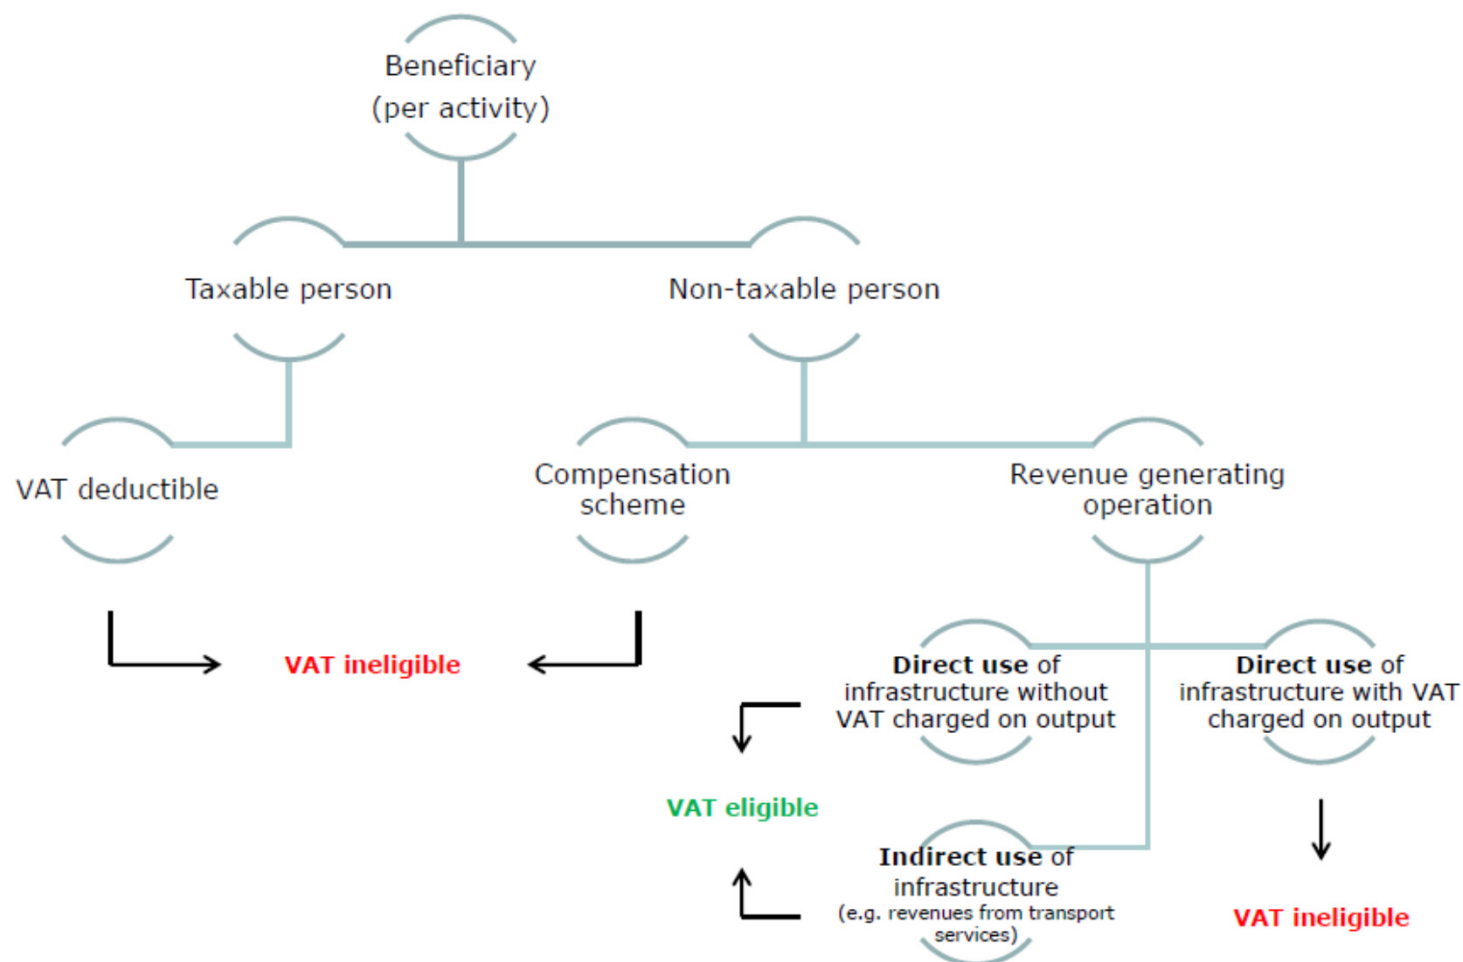 Beneficiary
(per activity)
Taxable person
Non-taxable person
VAT deductible
Compensation
scheme
Revenue generating
operation
VAT ineligible
Direct use of
infrastructure without
VAT charged on output
Direct use of
infrastructure with VAT
charged on output
VAT eligible
Indirect use of
infrastructure
(e.g. revenues from transport
services)
VAT ineligible